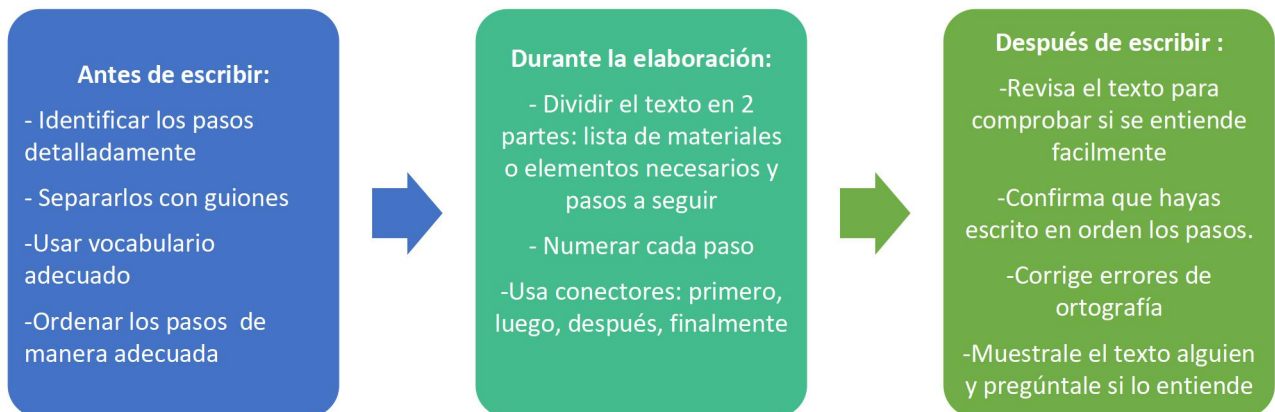 Antes de escribir:
- Identificar los pasos
detalladamente
- Separarlos con guiones
-Usar vocabulario
adecuado
-Ordenar los pasos de
manera adecuada
Durante la elaboración:
- Dividir el texto en 2
partes: lista de materiales
o elementos necesarios y
pasos a seguir
- Numerar cada paso
-Usa conectores: primero,
luego, después, finalmente
Después de escribir :
-Revisa el texto para
comprobar si se entiende
facilmente
-Confirma que hayas
escrito en orden los pasos.
-Corrige errores de
ortografía
-Muestrale el texto alguien
y pregúntale si lo entiende